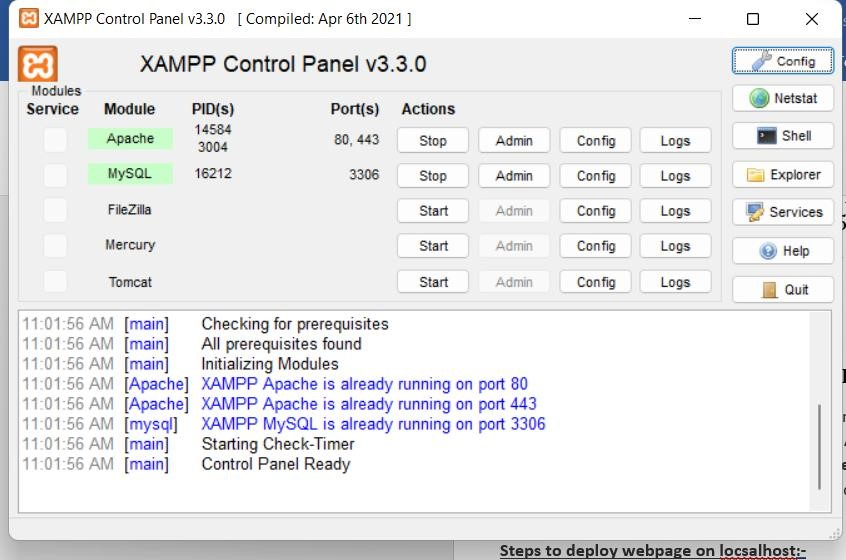 XAMPP Control Panel v3.3.0 [ Compiled: Apr 6th 2021 ]
XAMPP Control Panel v3.3.0
Config
Modules
Service Module PID(s) Port(s) Actions
Netstat
Apache 14584 3004 80, 443 Stop Admin Config Logs
Shell
MySQL 16212 3306 Stop Admin Config Logs
Explorer
FileZilla Start Admin Config Logs
Services
Mercury Start Admin Config Logs
Help
Tomcat Start Admin Config Logs
Quit
11:01:56 AM [main] Checking for prerequisites
11:01:56 AM [main] All prerequisites found
11:01:56 AM [main] Initializing Modules
11:01:56 AM [Apache] XAMPP Apache is already running on port 80
11:01:56 AM [Apache] XAMPP Apache is already running on port 443
11:01:56 AM [mysql] XAMPP MySQL is already running on port 3306
11:01:56 AM [main] Starting Check-Timer
11:01:56 AM [main] Control Panel Ready
Steps to deploy webpage on locsalhost:-